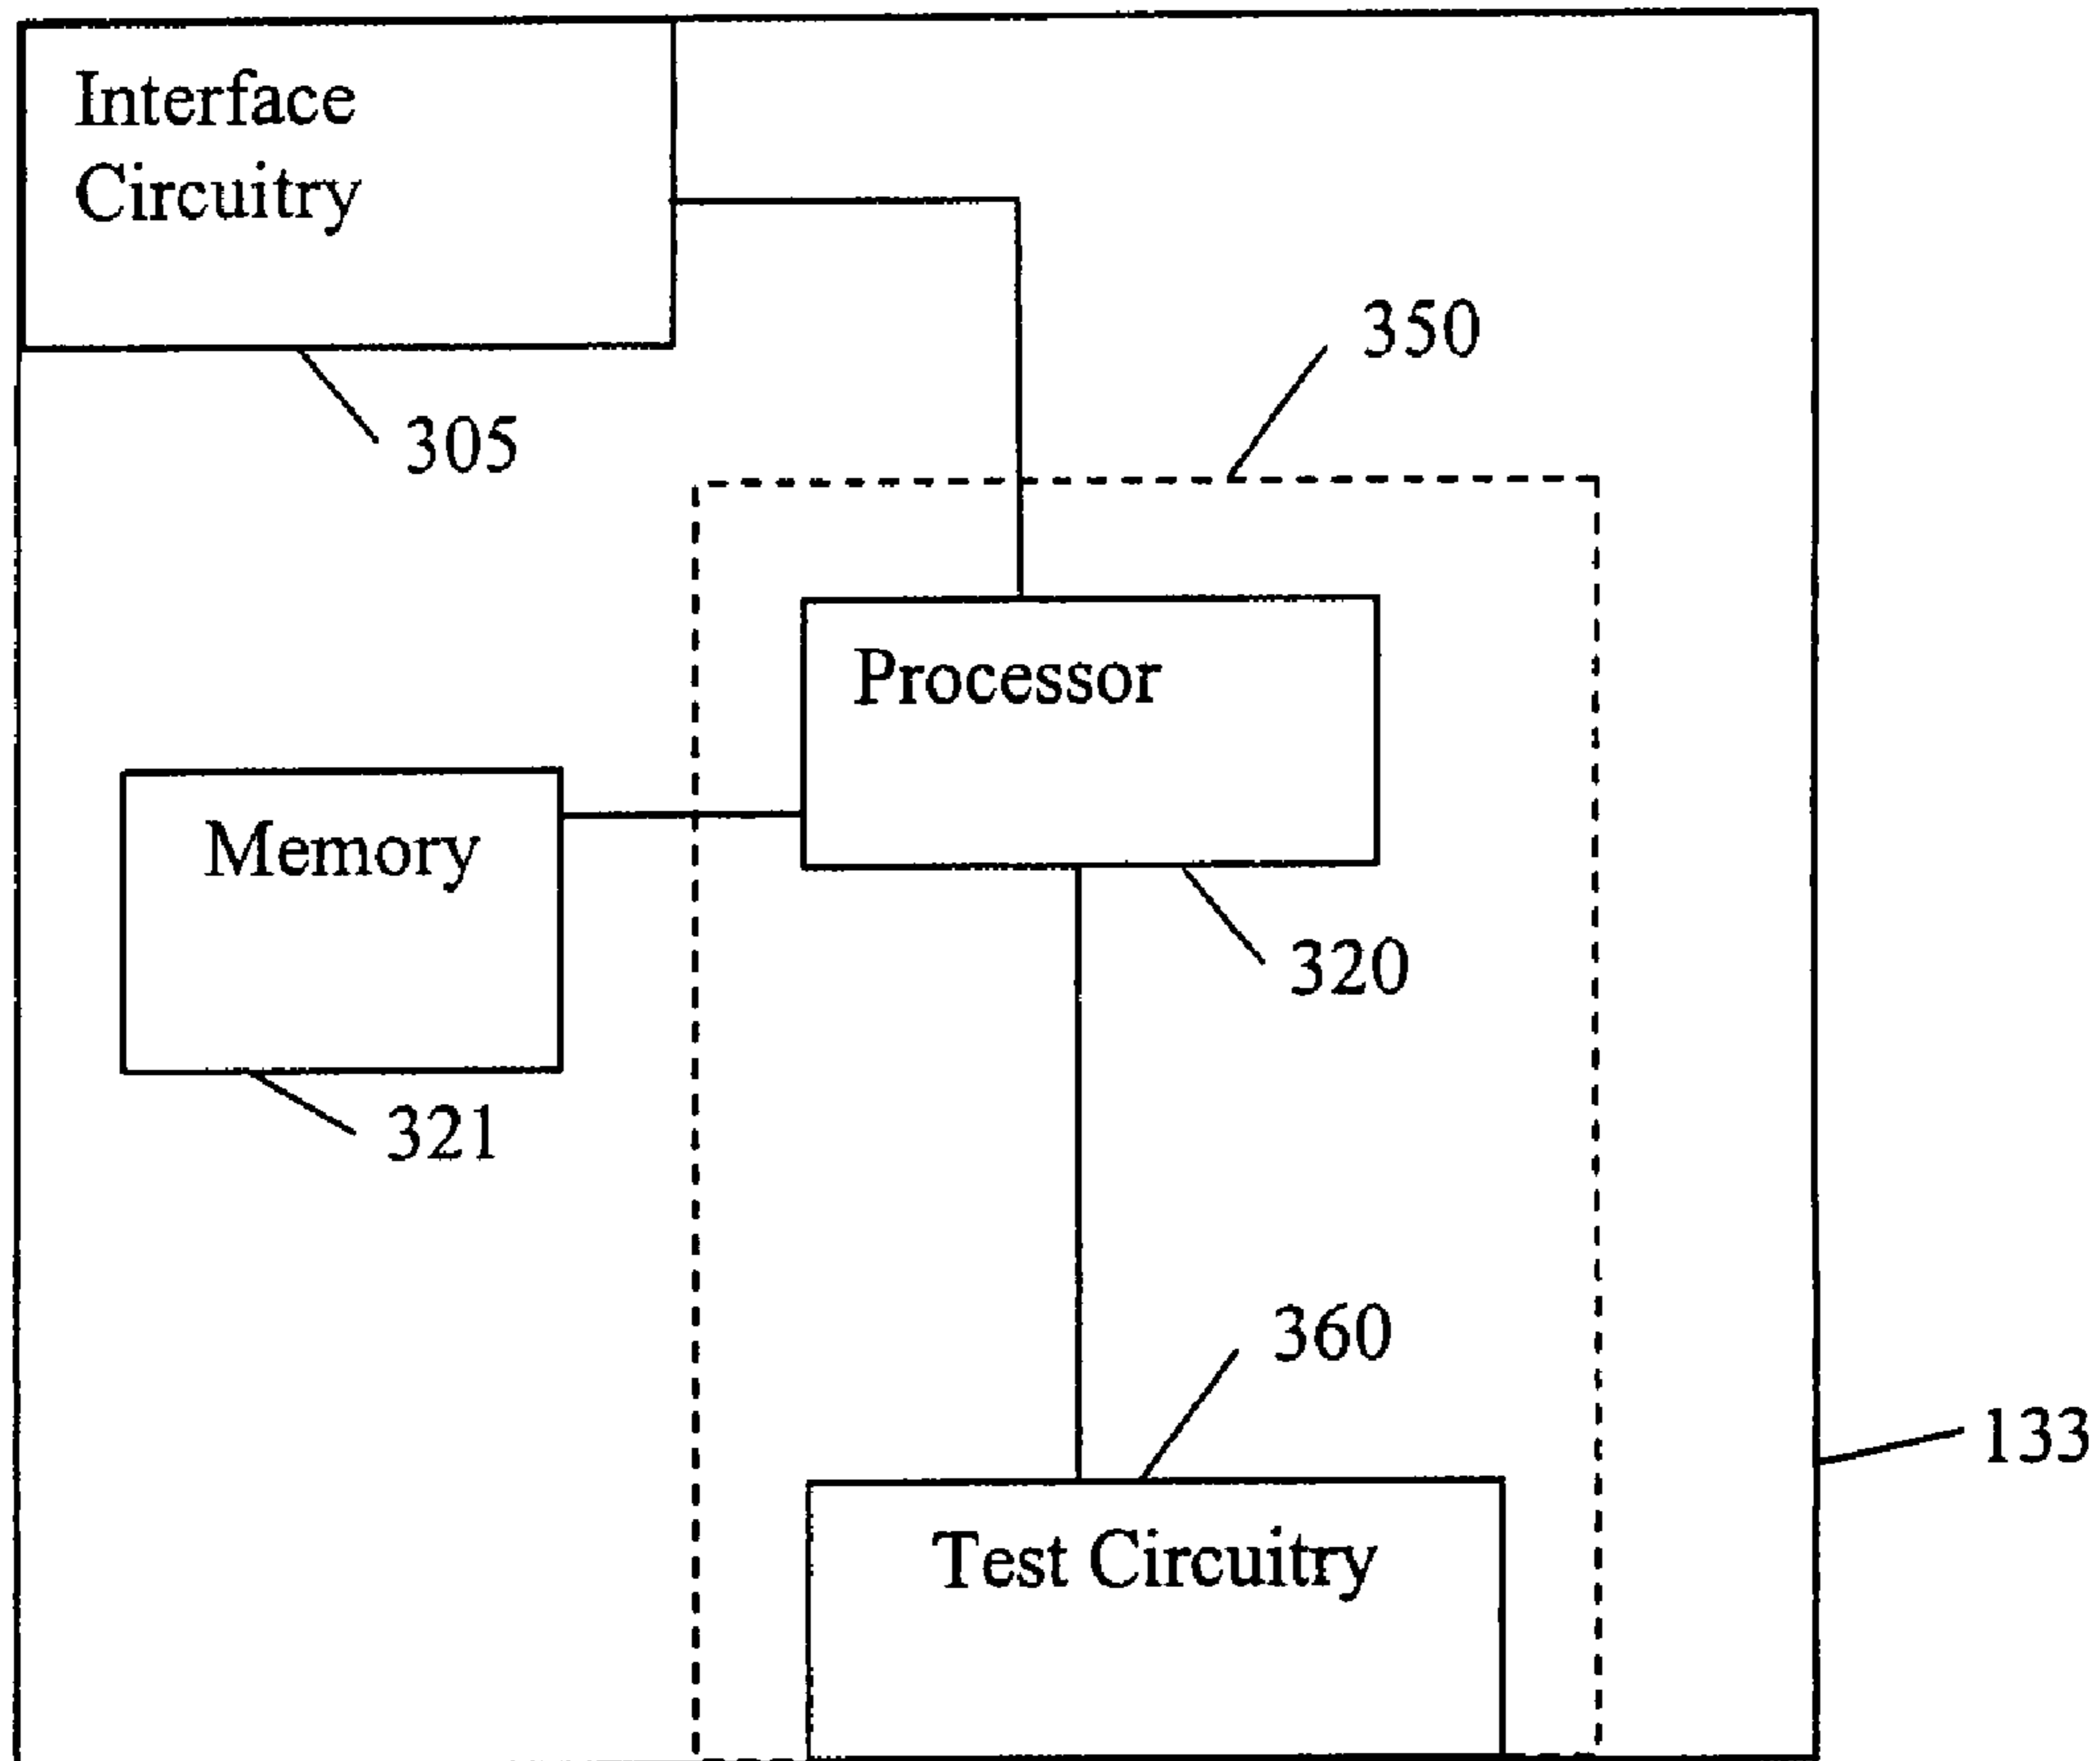 Interface
Circuitry
350
305
Processor
Memory
320
321
360
133
Test Circuitry